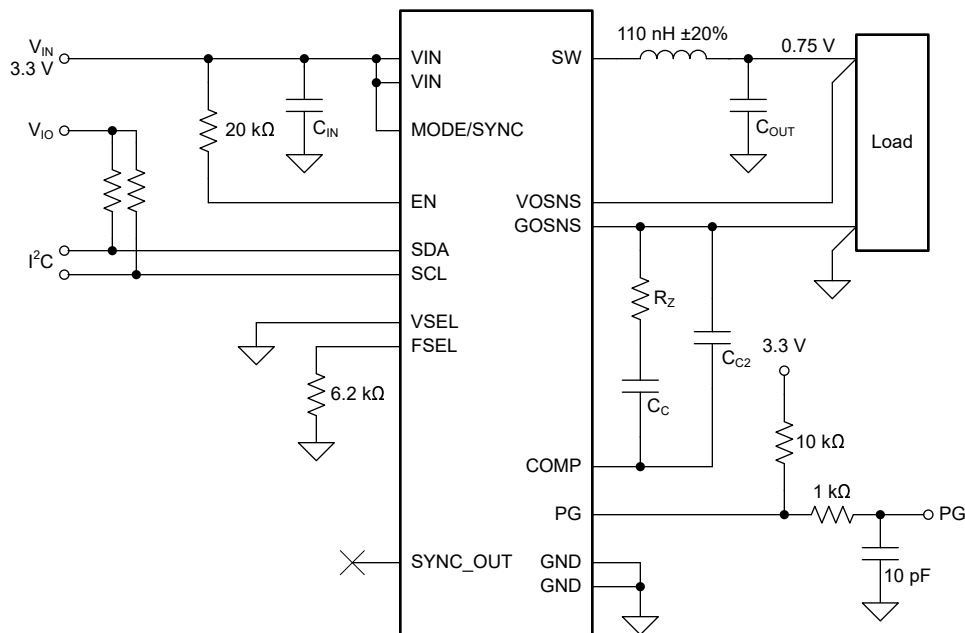 V_IN
3.3 V
V_IO
20 kΩ
C_IN
I²C
6.2 kΩ
VIN
VIN
MODE/SYNC
EN
SDA
SCL
VSEL
FSEL
SYNC_OUT
SW
VOSNS
GOSNS
COMP
PG
GND
GND
110 nH ±20%
0.75 V
C_OUT
Load
R_Z
C_C
C_C2
3.3 V
10 kΩ
1 kΩ
PG
10 pF